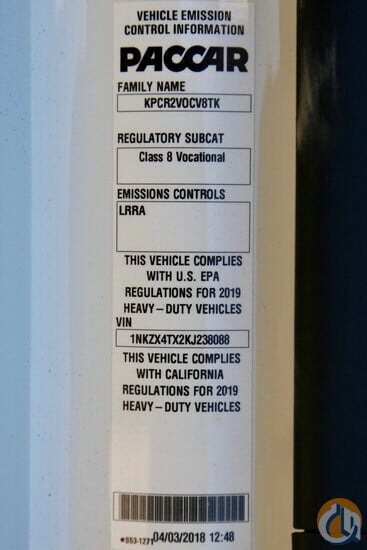 VEHICLE EMISSION
CONTROL INFORMATION
PACCAR
FAMILY NAME
KPCR2VOCV8TK
REGULATORY SUBCAT
Class 8 Vocational
EMISSIONS CONTROLS
LRRA
THIS VEHICLE COMPLIES
WITH U.S. EPA
REGULATIONS FOR 2019
HEAVY-DUTY VEHICLES
VIN
1NKZX4TX2KJ238088
THIS VEHICLE COMPLIES
WITH CALIFORNIA
REGULATIONS FOR 2019
HEAVY-DUTY VEHICLES
*S53-1271 04/03/2018 12:48